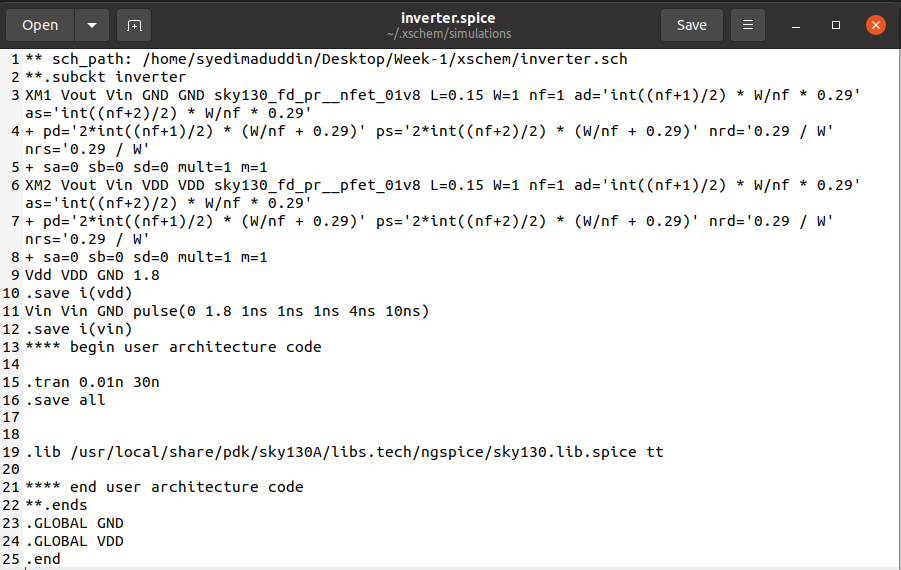 Open
inverter.spice
~/.xschem/simulations
Save
1 ** sch_path: /home/syedimaduddin/Desktop/Week-1/xschem/inverter.sch
2 **.subckt inverter
3 XM1 Vout Vin GND GND sky130_fd_pr__nfet_01v8 L=0.15 W=1 nf=1 ad='int((nf+1)/2) * W/nf * 0.29'
as='int((nf+2)/2) * W/nf * 0.29'
4 + pd='2*int((nf+1)/2) * (W/nf + 0.29)' ps='2*int((nf+2)/2) * (W/nf + 0.29)' nrd='0.29 / W'
nrs='0.29 / W'
5 + sa=0 sb=0 sd=0 mult=1 m=1
6 XM2 Vout Vin VDD VDD sky130_fd_pr__pfet_01v8 L=0.15 W=1 nf=1 ad='int((nf+1)/2) * W/nf * 0.29'
as='int((nf+2)/2) * W/nf * 0.29'
7 + pd='2*int((nf+1)/2) * (W/nf + 0.29)' ps='2*int((nf+2)/2) * (W/nf + 0.29)' nrd='0.29 / W'
nrs='0.29 / W'
8 + sa=0 sb=0 sd=0 mult=1 m=1
9 Vdd VDD GND 1.8
10 .save i(vdd)
11 Vin Vin GND pulse(0 1.8 1ns 1ns 1ns 4ns 10ns)
12 .save i(vin)
13 **** begin user architecture code
14
15 .tran 0.01n 30n
16 .save all
17
18
19 .lib /usr/local/share/pdk/sky130A/libs.tech/ngspice/sky130.lib.spice tt
20
21 **** end user architecture code
22 **.ends
23 .GLOBAL GND
24 .GLOBAL VDD
25 .end